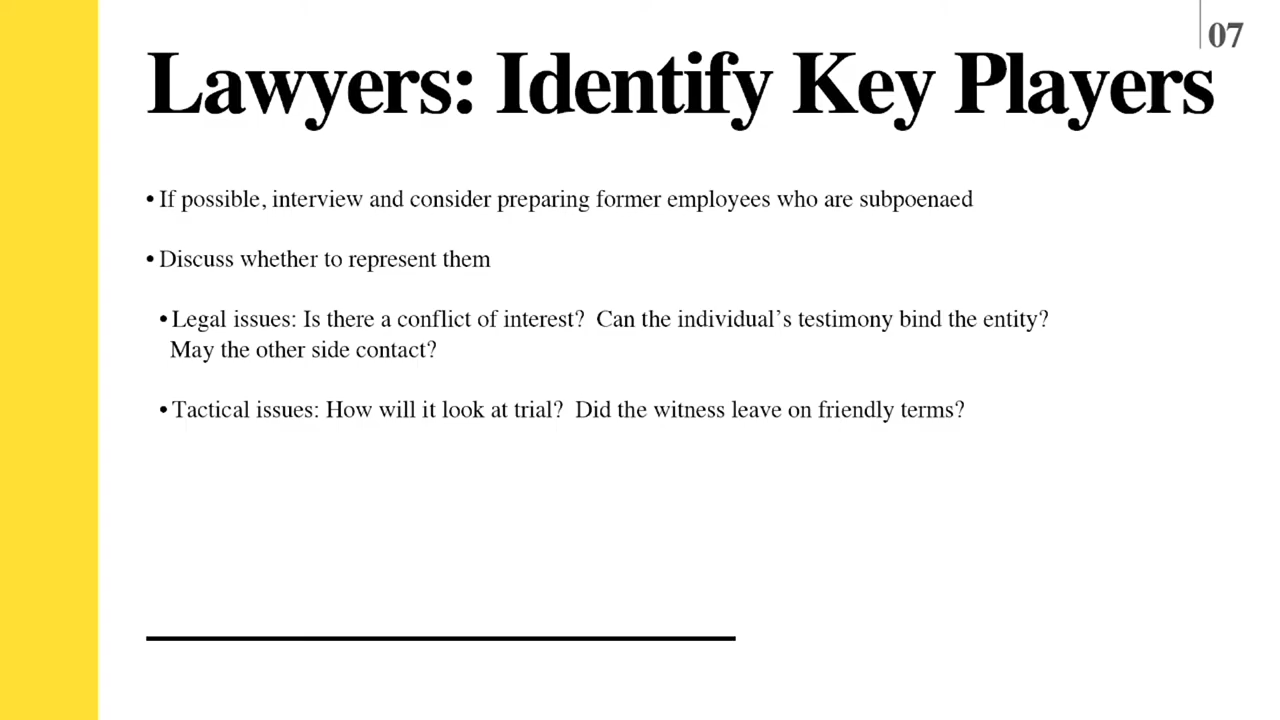 07
Lawyers: Identify Key Players
• If possible, interview and consider preparing former employees who are subpoenaed
• Discuss whether to represent them
• Legal issues: Is there a conflict of interest?  Can the individual’s testimony bind the entity?
May the other side contact?
• Tactical issues: How will it look at trial?  Did the witness leave on friendly terms?